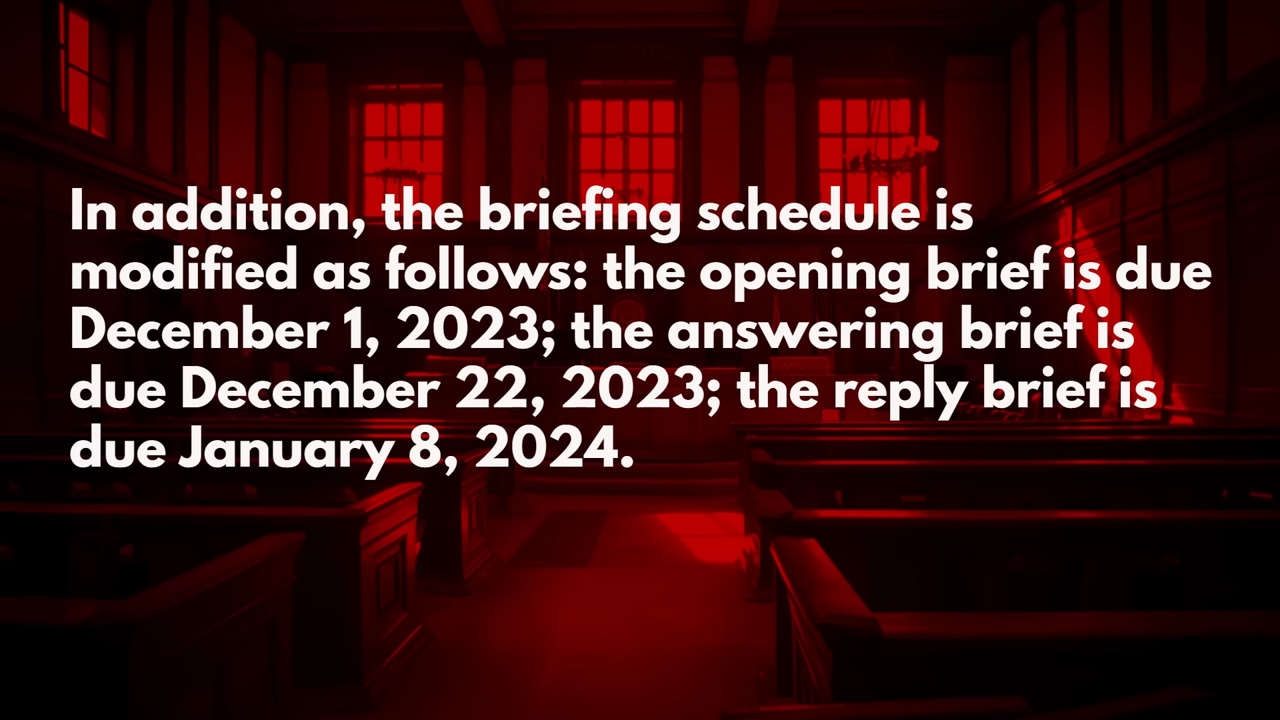 In addition, the briefing schedule is
modified as follows: the opening brief is due
December 1, 2023; the answering brief is
due December 22, 2023; the reply brief is
due January 8, 2024.